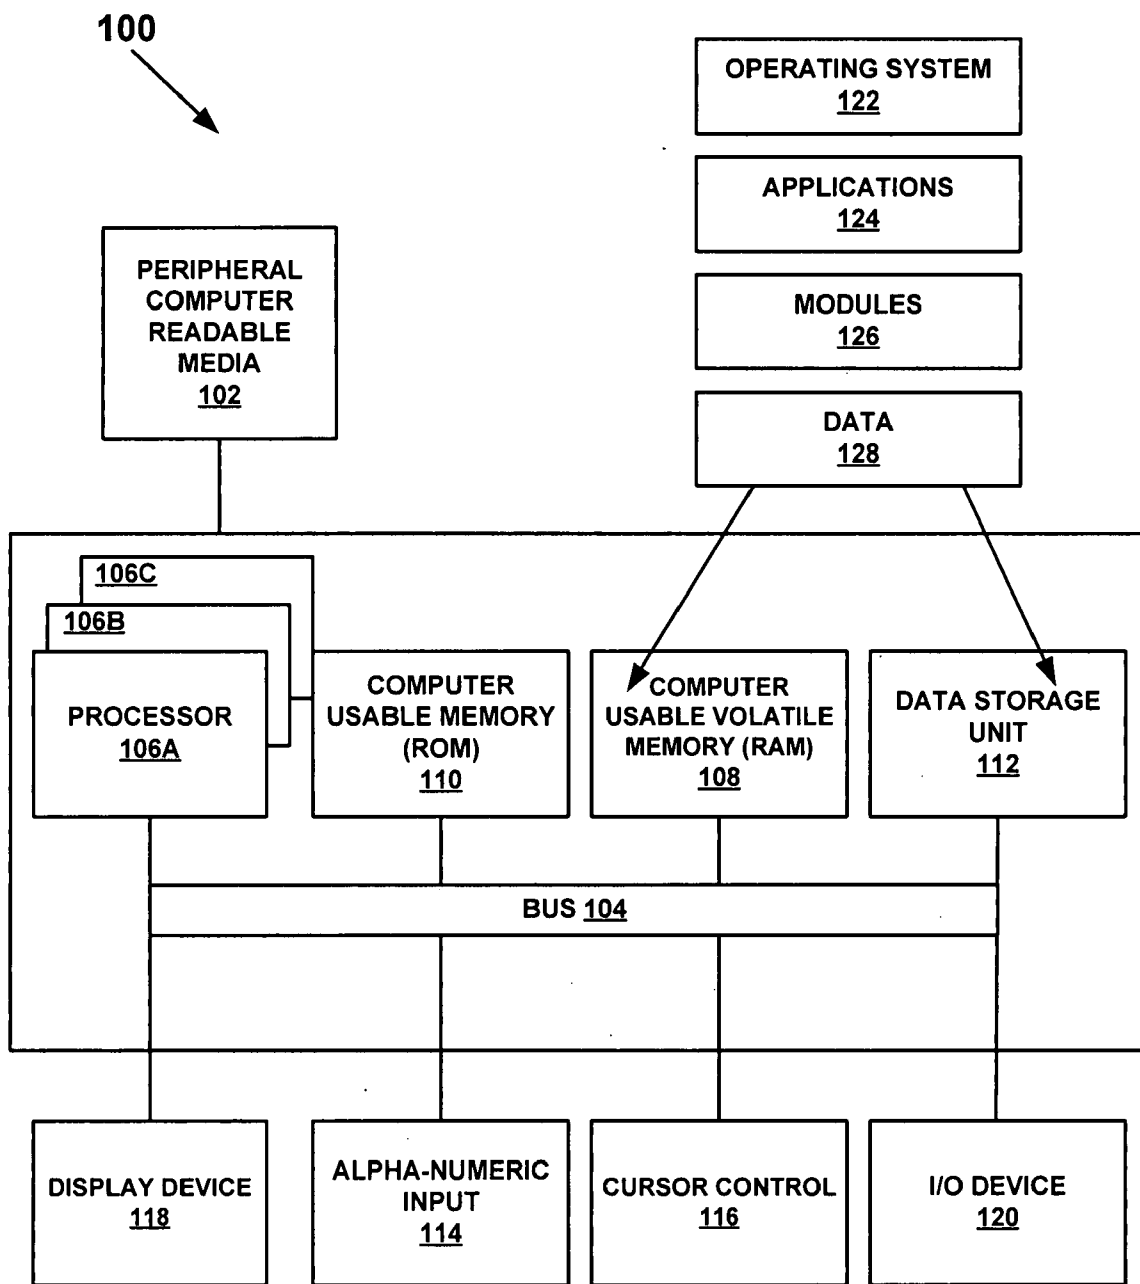 100
OPERATING SYSTEM
122
APPLICATIONS
124
MODULES
126
DATA
128
PERIPHERAL
COMPUTER
READABLE
MEDIA
102
106C
106B
PROCESSOR
106A
COMPUTER
USABLE MEMORY
(ROM)
110
COMPUTER
USABLE VOLATILE
MEMORY (RAM)
108
DATA STORAGE
UNIT
112
BUS 104
DISPLAY DEVICE
118
ALPHA-NUMERIC
INPUT
114
CURSOR CONTROL
116
I/O DEVICE
120